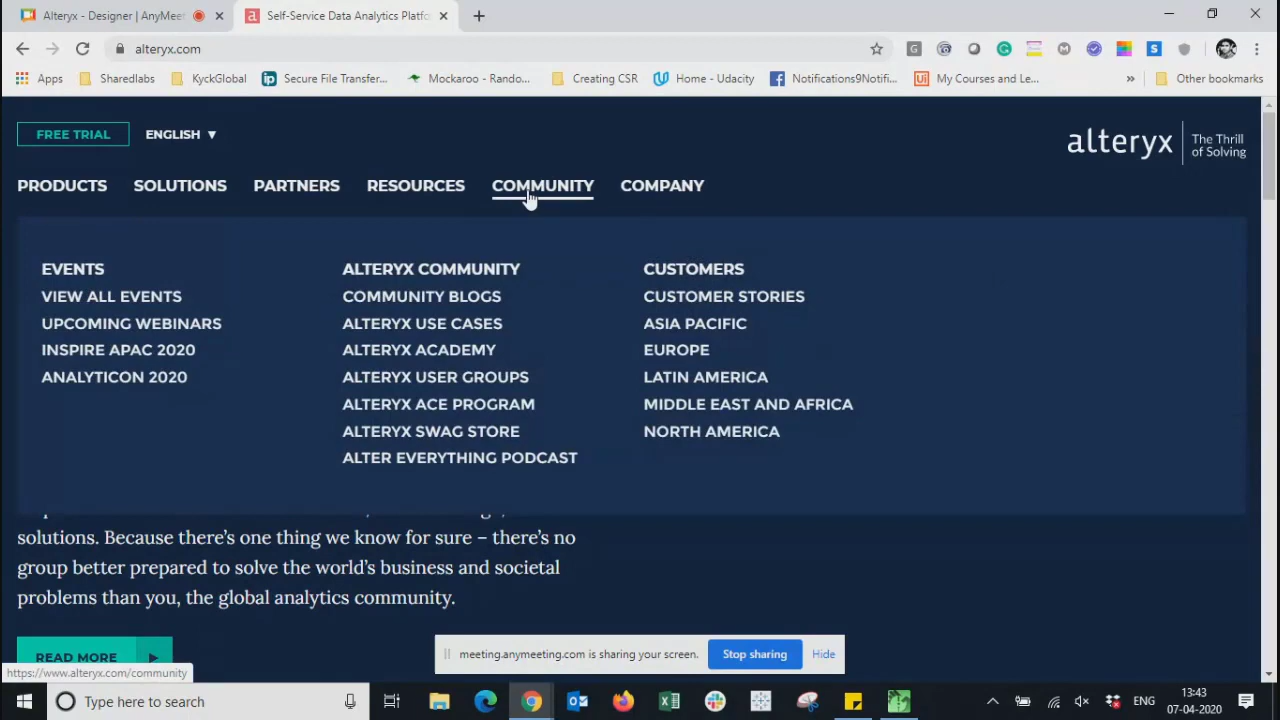 Alteryx - Designer | AnyMee
Self-Service Data Analytics Platfo
alteryx.com
Apps
Sharedlabs
KyckGlobal
Secure File Transfer...
Mockaroo - Rando...
Creating CSR
Home - Udacity
Notifications9Notifi...
My Courses and Le...
»
Other bookmarks
FREE TRIAL
ENGLISH ▼
alteryx
The Thrill
of Solving
PRODUCTS
SOLUTIONS
PARTNERS
RESOURCES
COMMUNITY
COMPANY
EVENTS
VIEW ALL EVENTS
UPCOMING WEBINARS
INSPIRE APAC 2020
ANALYTICON 2020
ALTERYX COMMUNITY
COMMUNITY BLOGS
ALTERYX USE CASES
ALTERYX ACADEMY
ALTERYX USER GROUPS
ALTERYX ACE PROGRAM
ALTERYX SWAG STORE
ALTER EVERYTHING PODCAST
CUSTOMERS
CUSTOMER STORIES
ASIA PACIFIC
EUROPE
LATIN AMERICA
MIDDLE EAST AND AFRICA
NORTH AMERICA
solutions. Because there's one thing we know for sure – there's no
group better prepared to solve the world's business and societal
problems than you, the global analytics community.
READ MORE
meeting.anymeeting.com is sharing your screen.
Stop sharing
Hide
https://www.alteryx.com/community
Type here to search
ENG
13:43
07-04-2020